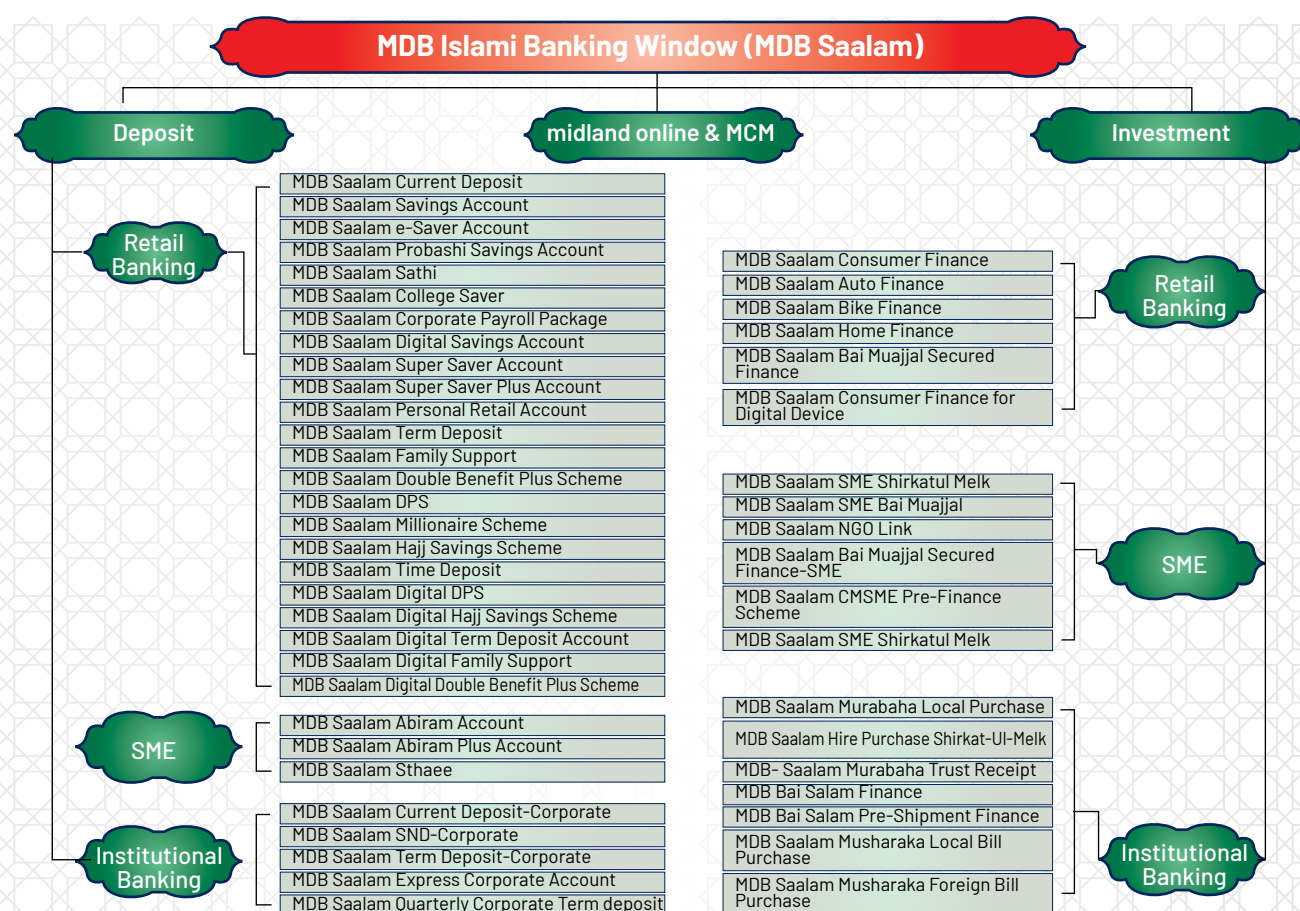 MDB Islami Banking Window (MDB Saalam)
Deposit
midland online & MCM
Investment
Retail
Banking
MDB Saalam Current Deposit
MDB Saalam Savings Account
MDB Saalam e-Saver Account
MDB Saalam Probashi Savings Account
MDB Saalam Sathi
MDB Saalam College Saver
MDB Saalam Corporate Payroll Package
MDB Saalam Digital Savings Account
MDB Saalam Super Saver Account
MDB Saalam Super Saver Plus Account
MDB Saalam Personal Retail Account
MDB Saalam Term Deposit
MDB Saalam Family Support
MDB Saalam Double Benefit Plus Scheme
MDB Saalam DPS
MDB Saalam Millionaire Scheme
MDB Saalam Hajj Savings Scheme
MDB Saalam Time Deposit
MDB Saalam Digital DPS
MDB Saalam Digital Hajj Savings Scheme
MDB Saalam Digital Term Deposit Account
MDB Saalam Digital Family Support
MDB Saalam Digital Double Benefit Plus Scheme
SME
MDB Saalam Abiram Account
MDB Saalam Abiram Plus Account
MDB Saalam Sthaee
Institutional
Banking
MDB Saalam Current Deposit-Corporate
MDB Saalam SND-Corporate
MDB Saalam Term Deposit-Corporate
MDB Saalam Express Corporate Account
MDB Saalam Quarterly Corporate Term deposit
Retail
Banking
MDB Saalam Consumer Finance
MDB Saalam Auto Finance
MDB Saalam Bike Finance
MDB Saalam Home Finance
MDB Saalam Bai Muajjal Secured
Finance
MDB Saalam Consumer Finance for
Digital Device
SME
MDB Saalam SME Shirkatul Melk
MDB Saalam SME Bai Muajjal
MDB Saalam NGO Link
MDB Saalam Bai Muajjal Secured
Finance-SME
MDB Saalam CMSME Pre-Finance
Scheme
MDB Saalam SME Shirkatul Melk
Institutional
Banking
MDB Saalam Murabaha Local Purchase
MDB Saalam Hire Purchase Shirkat-Ul-Melk
MDB- Saalam Murabaha Trust Receipt
MDB Bai Salam Finance
MDB Bai Salam Pre-Shipment Finance
MDB Saalam Musharaka Local Bill
Purchase
MDB Saalam Musharaka Foreign Bill
Purchase